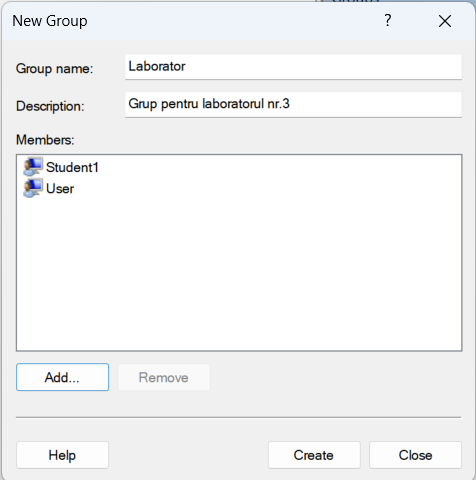 New Group
?
Group name:
Laborator
Description:
Grup pentru laboratorul nr.3
Members:
Student1
User
Add...
Remove
Help
Create
Close